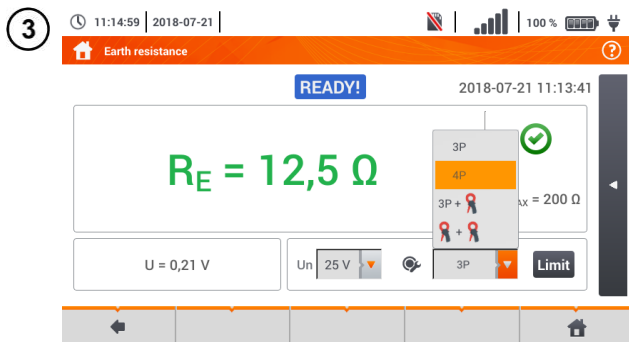 3
11:14:59 2018-07-21 100 %
Earth resistance ?
READY! 2018-07-21 11:13:41
3P
4P
3P +
+
RE = 12,5 Ω
AX = 200 Ω
U = 0,21 V
Un 25 V 3P Limit